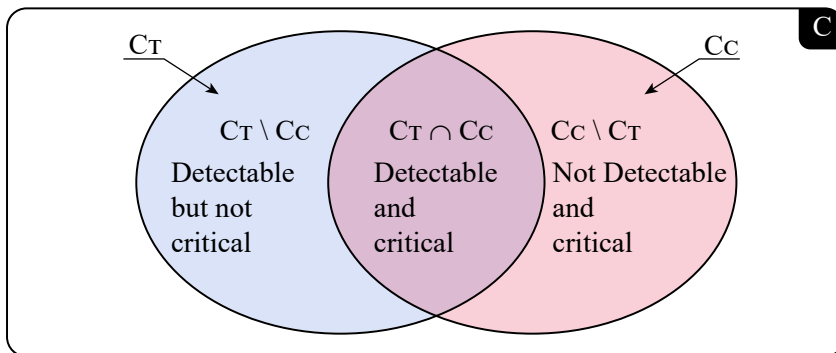 C
CT
CC
CT \ CC
Detectable
but not
critical
CT ∩ CC
Detectable
and
critical
CC \ CT
Not Detectable
and
critical